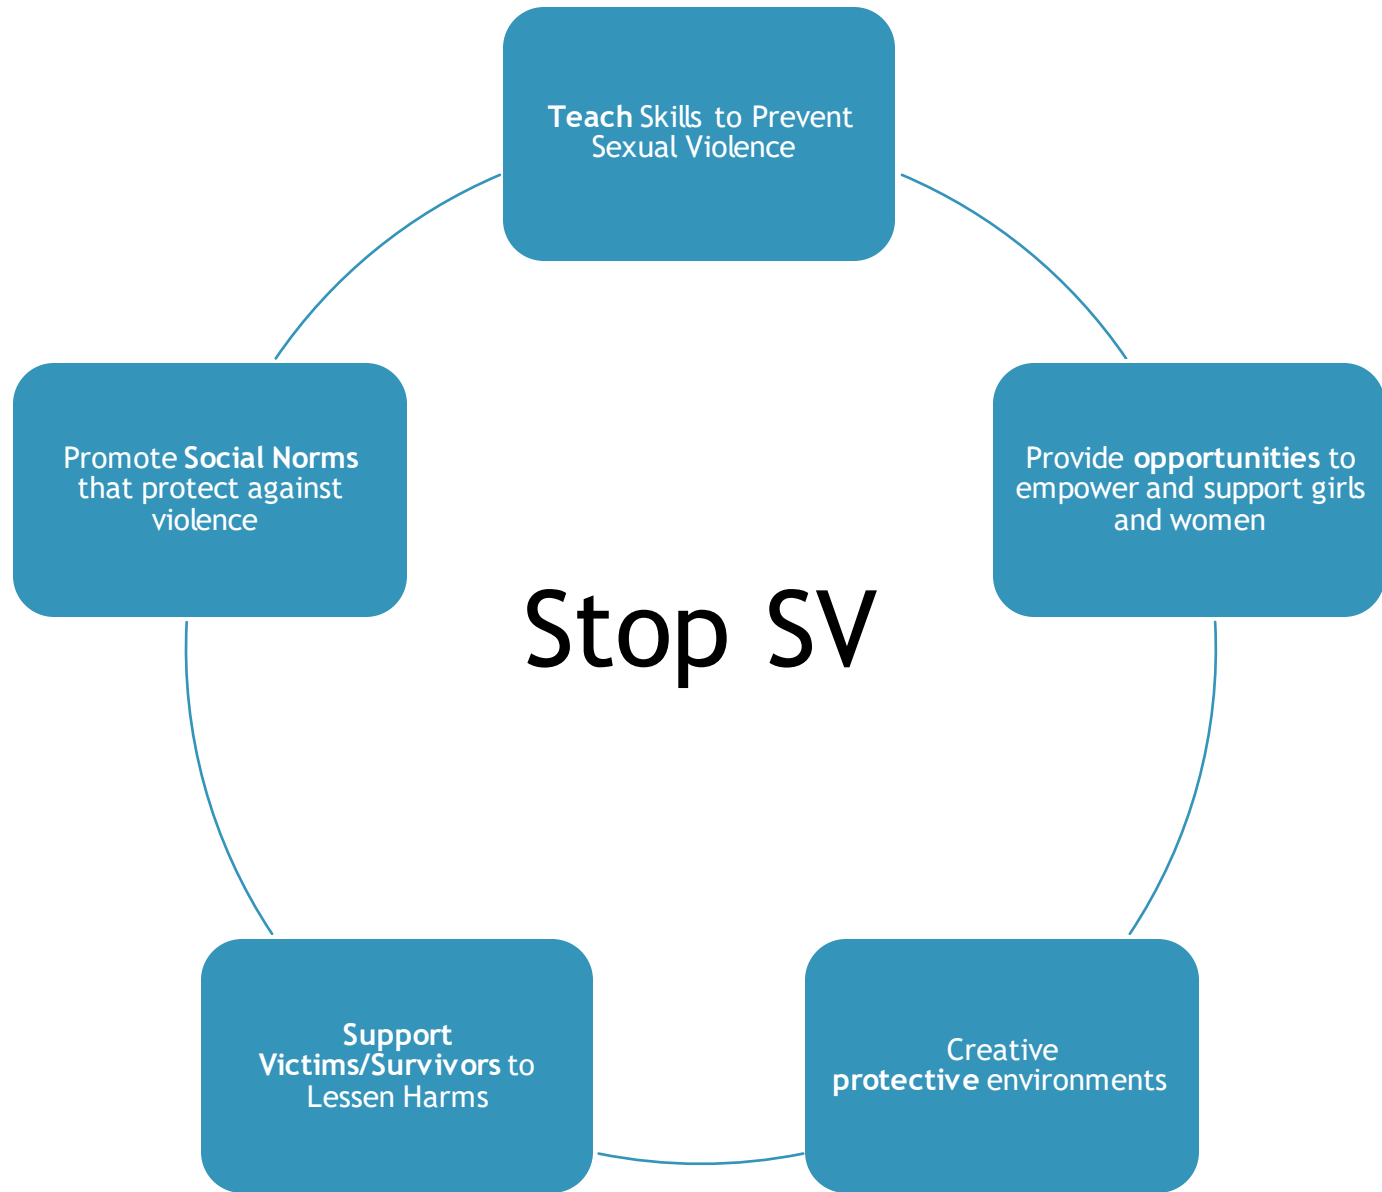 Teach Skills to Prevent
Sexual Violence
Promote Social Norms
that protect against
violence
Provide opportunities to
empower and support girls
and women
Stop SV
Support
Victims/Survivors to
Lessen Harms
Creative
protective environments